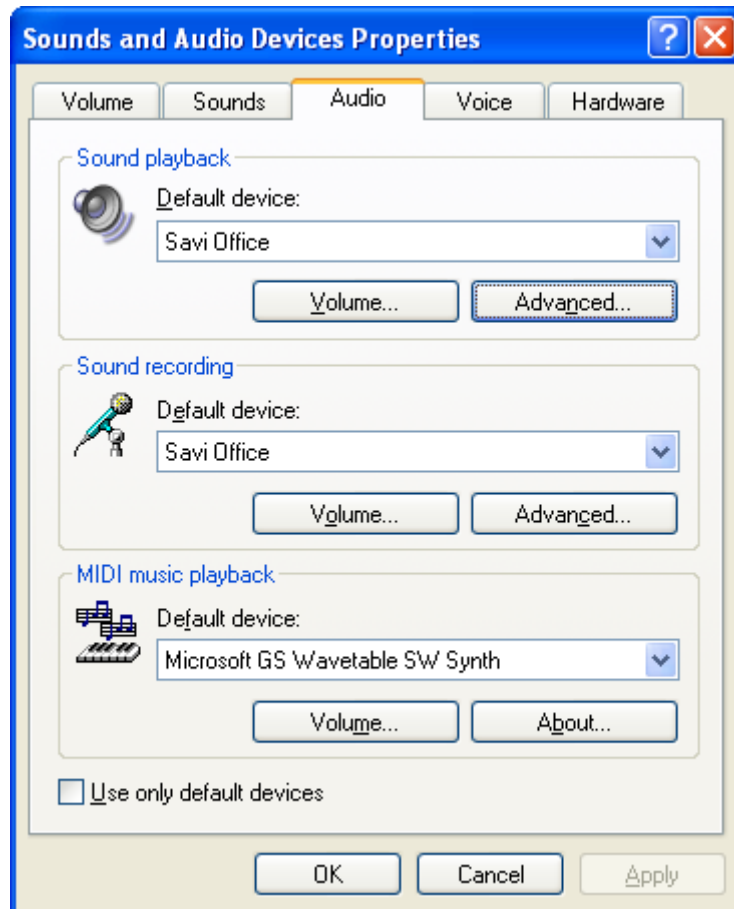 Sounds and Audio Devices Properties
Volume Sounds Audio Voice Hardware
Sound playback
Default device:
Savi Office
Volume... Advanced...
Sound recording
Default device:
Savi Office
Volume... Advanced...
MIDI music playback
Default device:
Microsoft GS Wavetable SW Synth
Volume... About...
Use only default devices
OK Cancel Apply